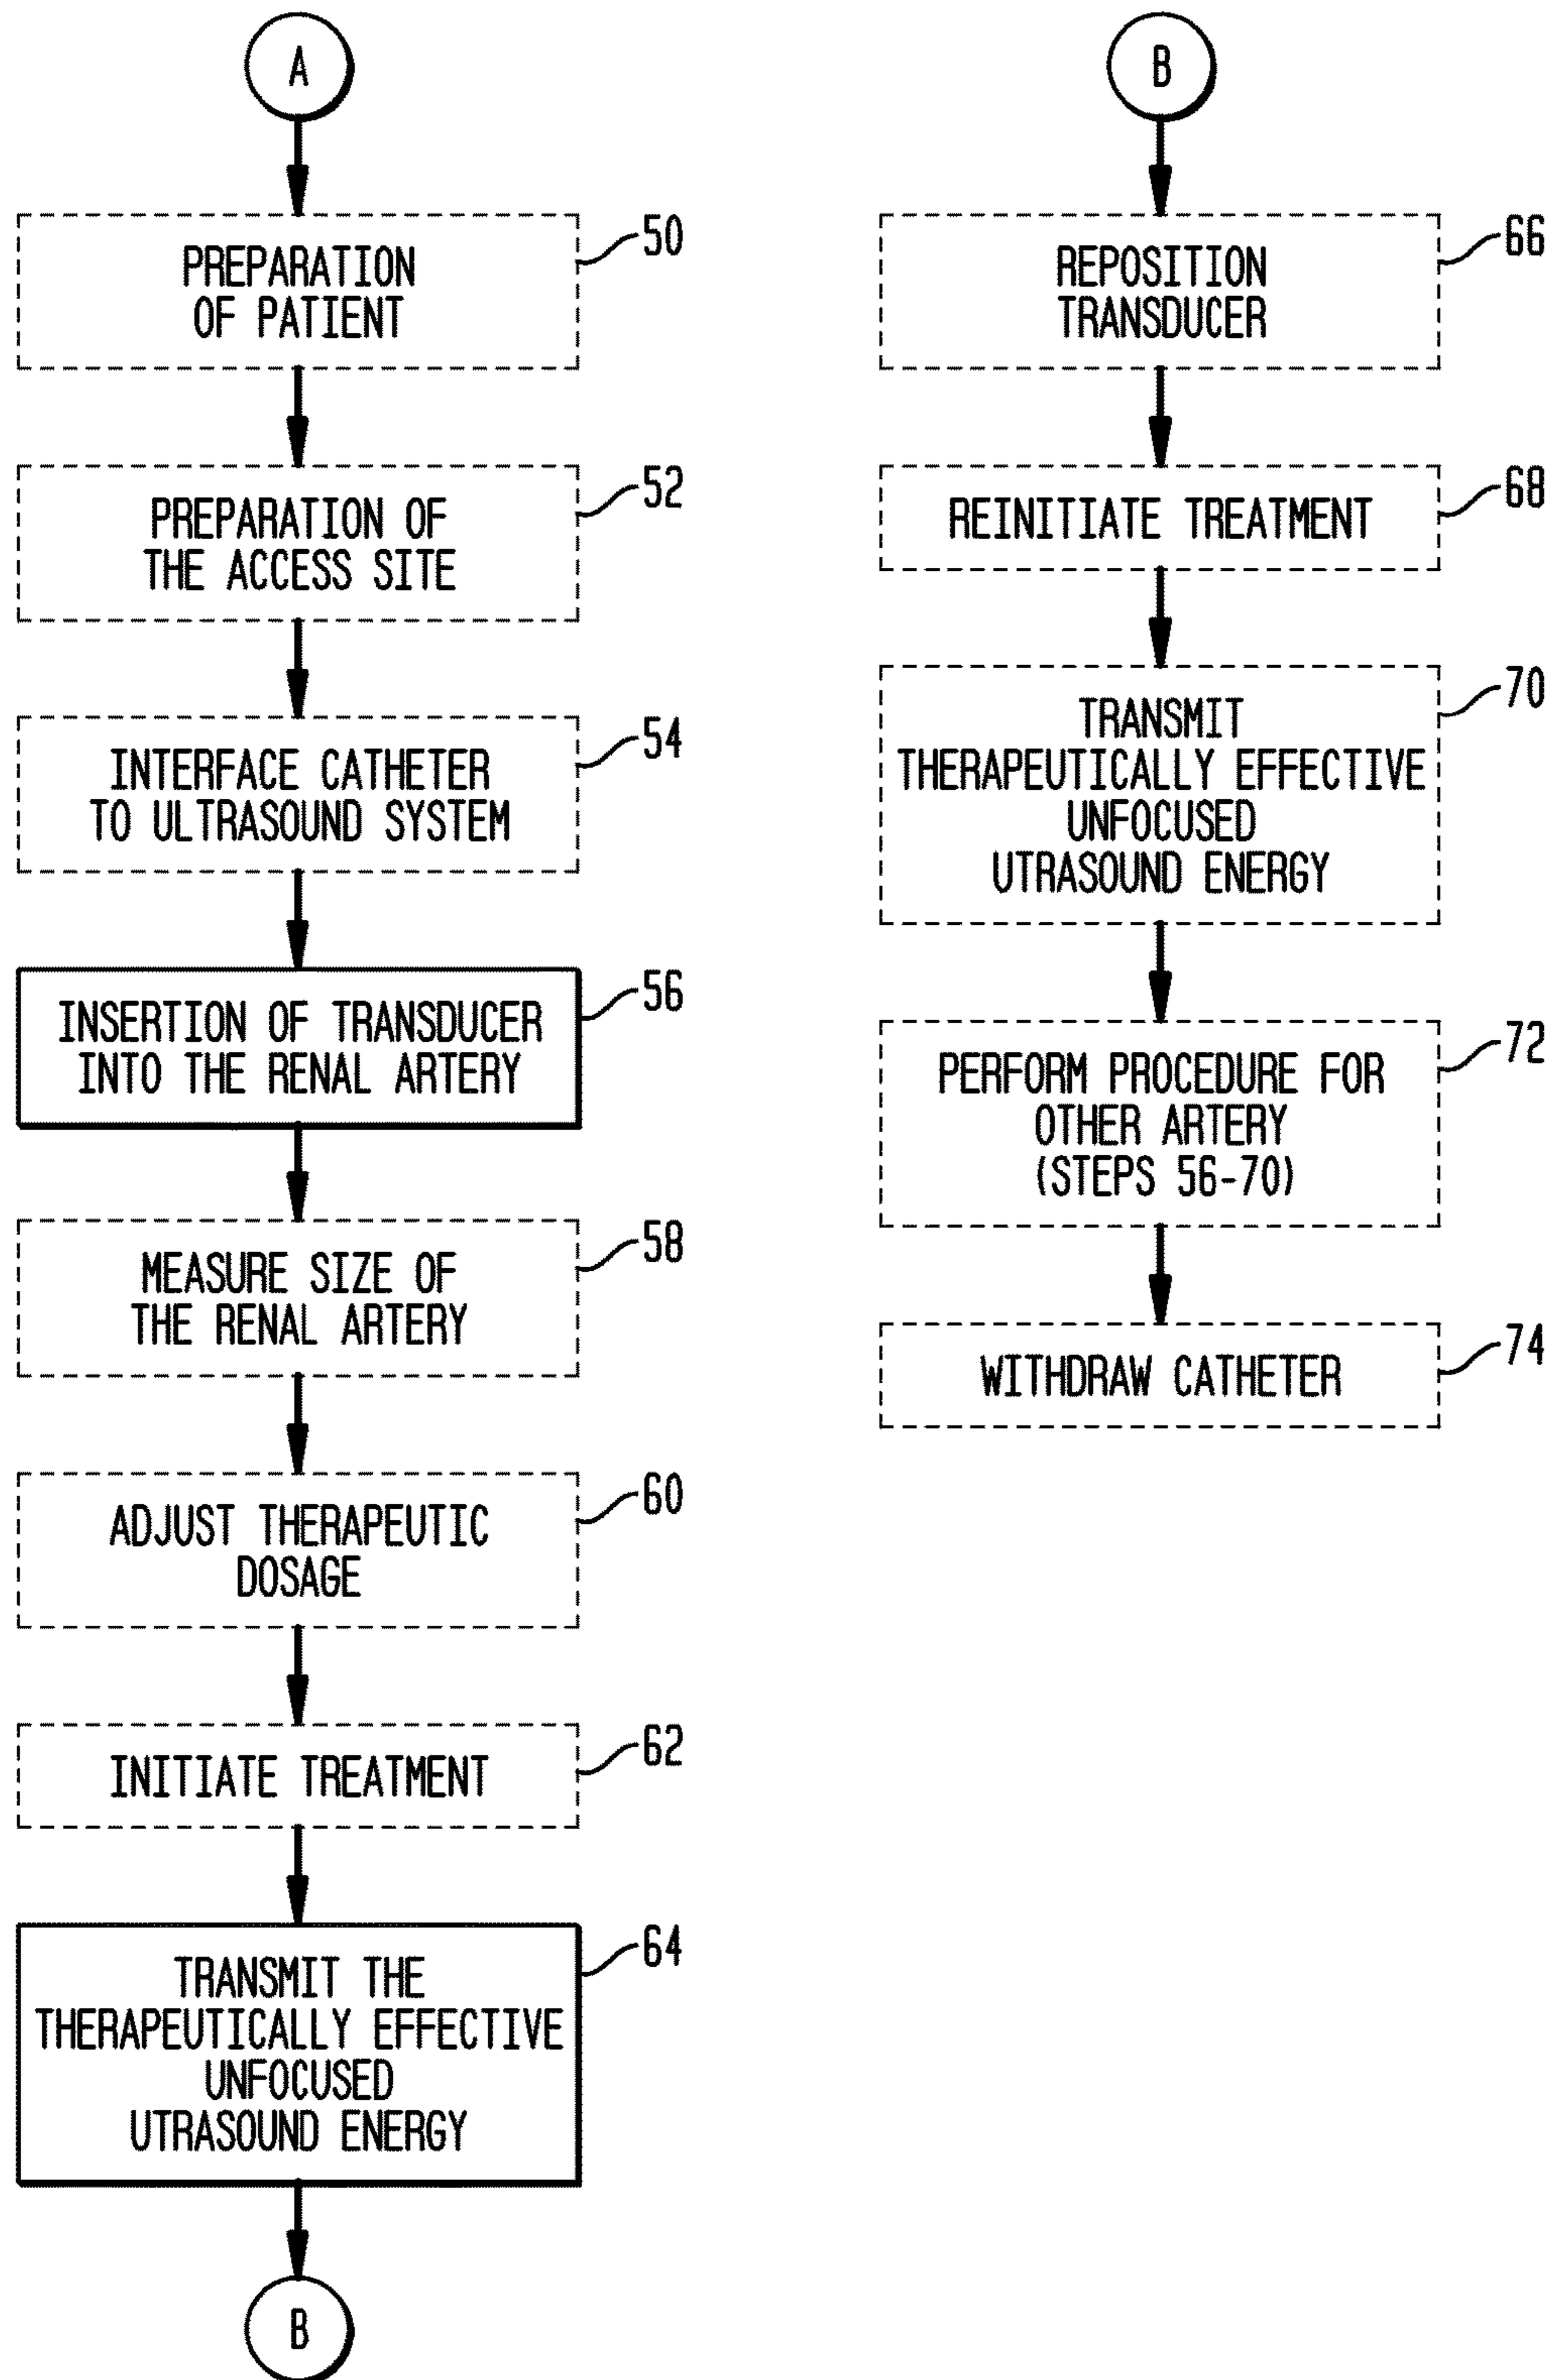 A
PREPARATION
OF PATIENT
50
PREPARATION OF
THE ACCESS SITE
52
INTERFACE CATHETER
TO ULTRASOUND SYSTEM
54
INSERTION OF TRANSDUCER
INTO THE RENAL ARTERY
56
MEASURE SIZE OF
THE RENAL ARTERY
58
ADJUST THERAPEUTIC
DOSAGE
60
INITIATE TREATMENT
62
TRANSMIT THE
THERAPEUTICALLY EFFECTIVE
UNFOCUSED
UTRASOUND ENERGY
64
B
B
REPOSITION
TRANSDUCER
66
REINITIATE TREATMENT
68
TRANSMIT
THERAPEUTICALLY EFFECTIVE
UNFOCUSED
UTRASOUND ENERGY
70
PERFORM PROCEDURE FOR
OTHER ARTERY
(STEPS 56-70)
72
WITHDRAW CATHETER
74